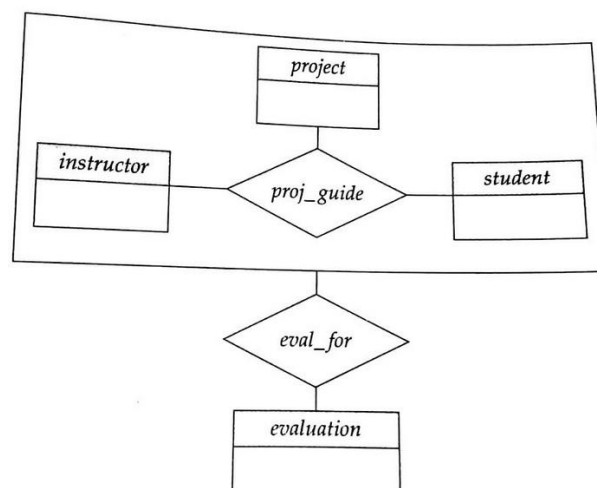 project
instructor
proj_guide
student
eval_for
evaluation